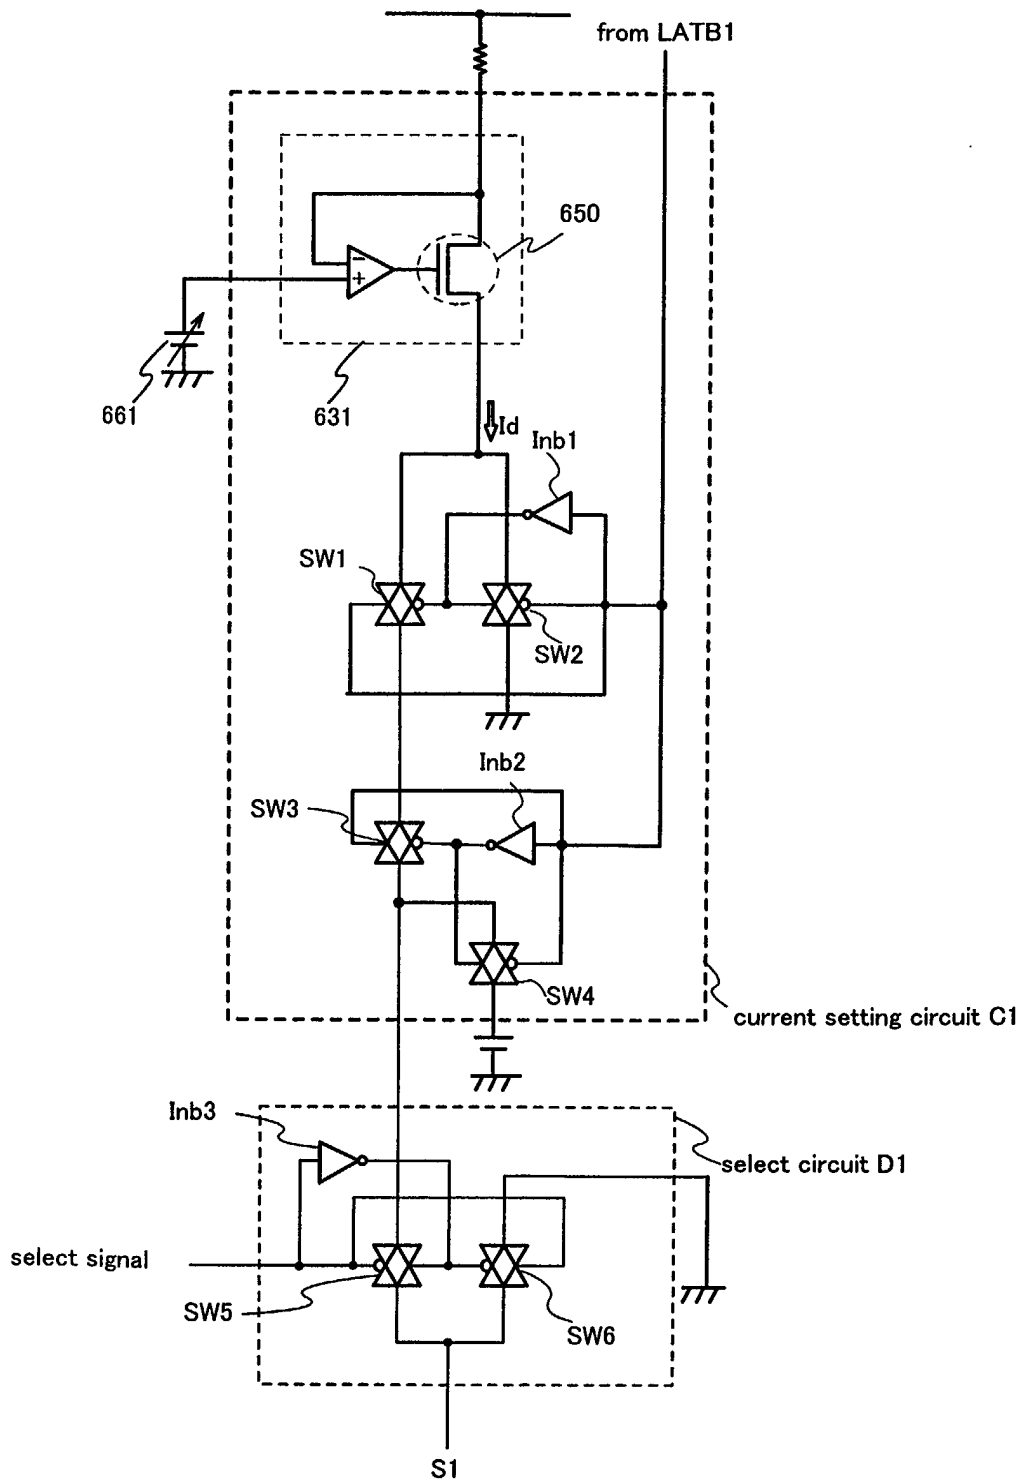 from LATB1
650
−
+
661
631
Id
Inb1
SW1
SW2
Inb2
SW3
SW4
current setting circuit C1
Inb3
select circuit D1
select signal
SW5
SW6
S1